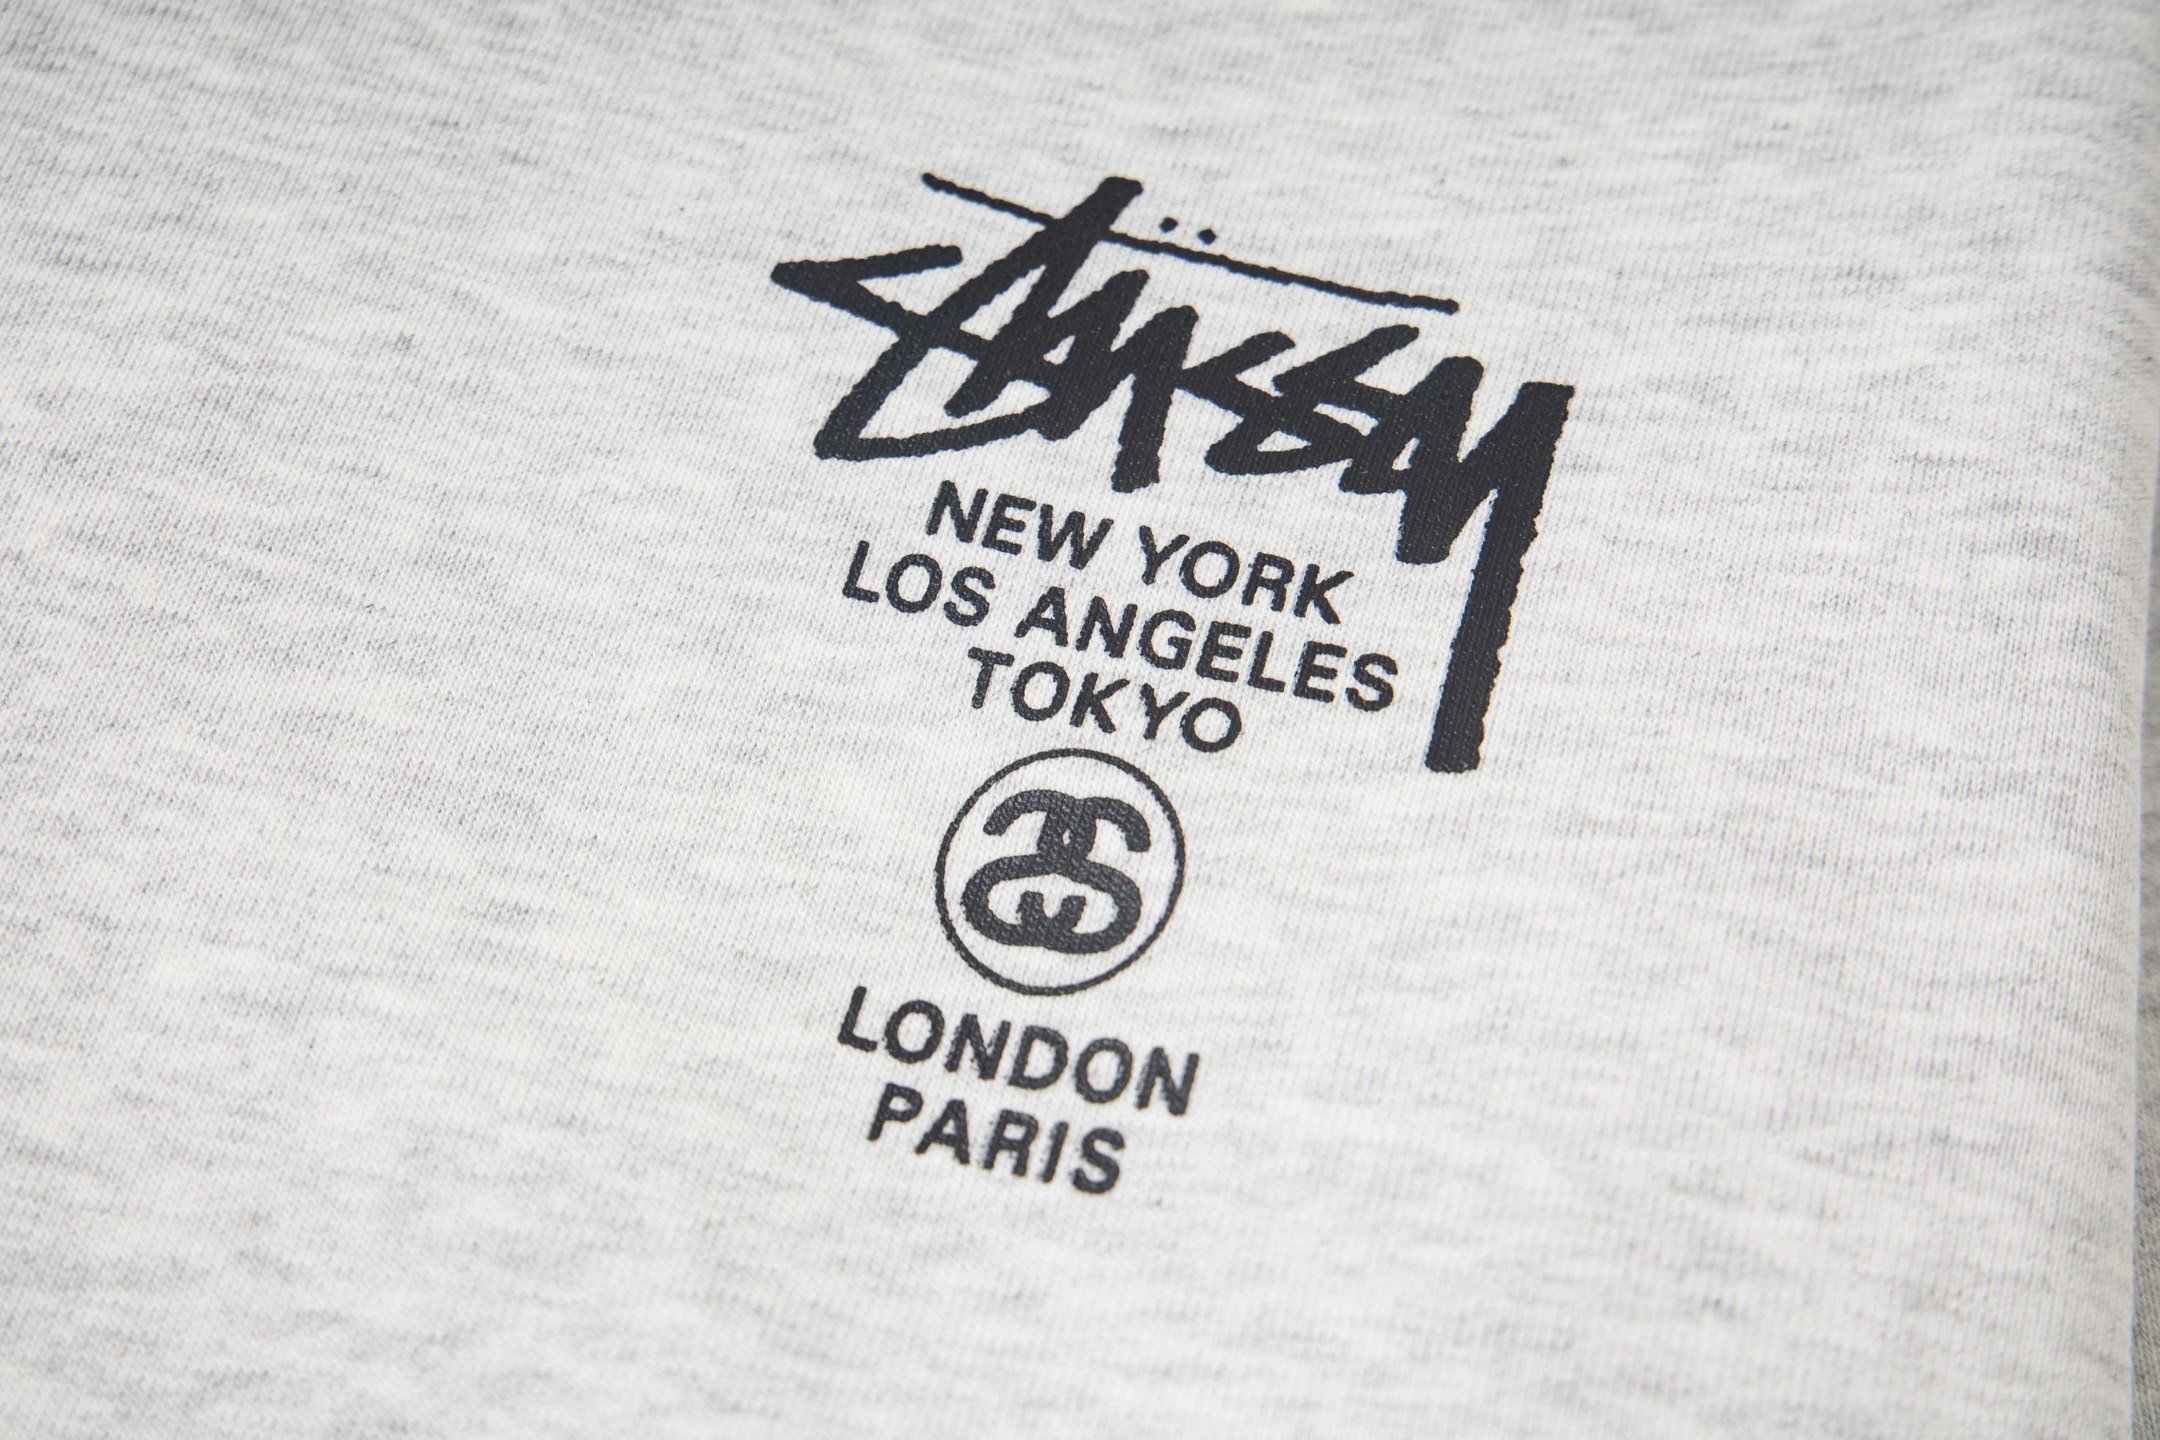 Stüssy
NEW YORK
LOS ANGELES
TOKYO
LONDON
PARIS